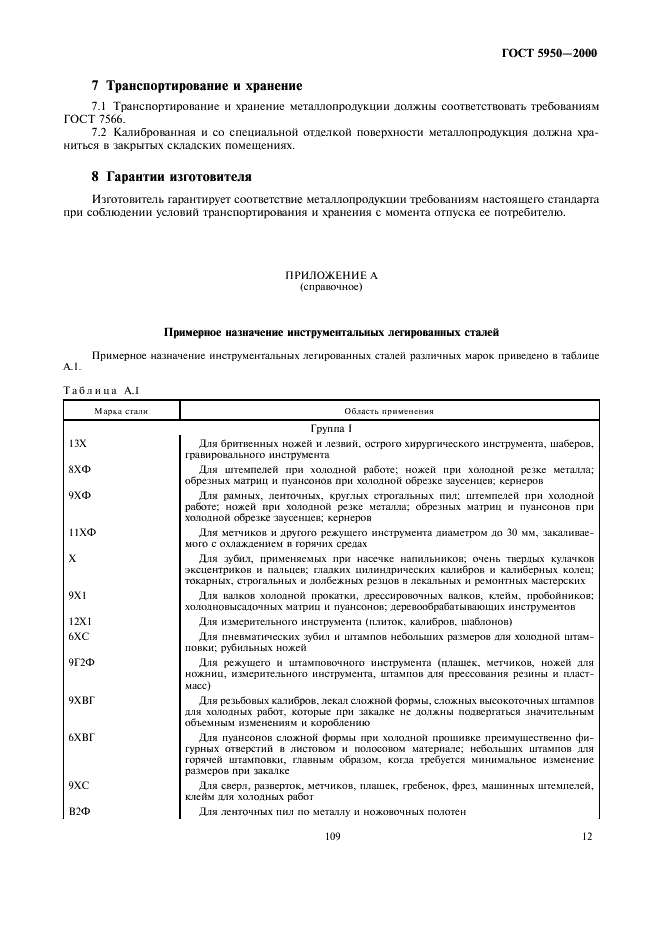 ГОСТ 5950—2000
7 Транспортирование и хранение
7.1 Транспортирование и хранение металлопродукции должны соответствовать требованиям
ГОСТ 7566.
7.2 Калиброванная и со специальной отделкой поверхности металлопродукция должна хра-
ниться в закрытых складских помещениях.
8 Гарантии изготовителя
Изготовитель гарантирует соответствие металлопродукции требованиям настоящего стандарта
при соблюдении условий транспортирования и хранения с момента отпуска ее потребителю.
ПРИЛОЖЕНИЕ А
(справочное)
Примерное назначение инструментальных легированных сталей
Примерное назначение инструментальных легированных сталей различных марок приведено в таблице
А.1.
Таблица А.1
Марка стали Область применения
Группа I
13Х Для бритвенных ножей и лезвий, острого хирургического инструмента, шаберов,
гравировального инструмента
8ХФ Для штемпелей при холодной работе; ножей при холодной резке металла;
обрезных матриц и пуансонов при холодной обрезке заусенцев; кернеров
9ХФ Для рамных, ленточных, круглых строгальных пил; штемпелей при холодной
работе; ножей при холодной резке металла; обрезных матриц и пуансонов при
холодной обрезке заусенцев; кернеров
11ХФ Для метчиков и другого режущего инструмента диаметром до 30 мм, закаливае-
мого с охлаждением в горячих средах
Х Для зубил, применяемых при насечке напильников; очень твердых кулачков
эксцентриков и пальцев; гладких цилиндрических калибров и калиберных колец;
токарных, строгальных и долбежных резцов в лекальных и ремонтных мастерских
9Х1 Для валков холодной прокатки, дрессировочных валков, клейм, пробойников;
холодновысадочных матриц и пуансонов; деревообрабатывающих инструментов
12Х1 Для измерительного инструмента (плиток, калибров, шаблонов)
6ХС Для пневматических зубил и штампов небольших размеров для холодной штам-
повки; рубильных ножей
9Г2Ф Для режущего и штамповочного инструмента (плашек, метчиков, ножей для
ножниц, измерительного инструмента, штампов для прессования резины и пласт-
масс)
9ХВГ Для резьбовых калибров, лекал сложной формы, сложных высокоточных штампов
для холодных работ, которые при закалке не должны подвергаться значительным
объемным изменениям и короблению
6ХВГ Для пуансонов сложной формы при холодной прошивке преимущественно фи-
гурных отверстий в листовом и полосовом материале; небольших штампов для
горячей штамповки, главным образом, когда требуется минимальное изменение
размеров при закалке
9ХС Для сверл, разверток, метчиков, плашек, гребенок, фрез, машинных штемпелей,
клейм для холодных работ
В2Ф Для ленточных пил по металлу и ножовочных полотен
109 12